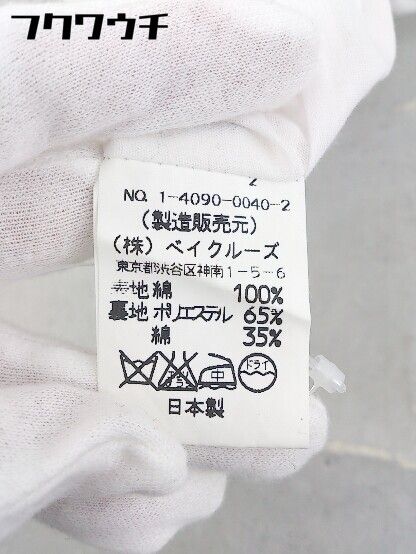 フクワウチ
2
NO. 1-4090-0040-2
(製造販売元)
(株) ベイクルーズ
東京都渋谷区神南1-5-6
表地 綿 100%
裏地 ポリエステル 65%
綿 35%
中 ドライ
日本製